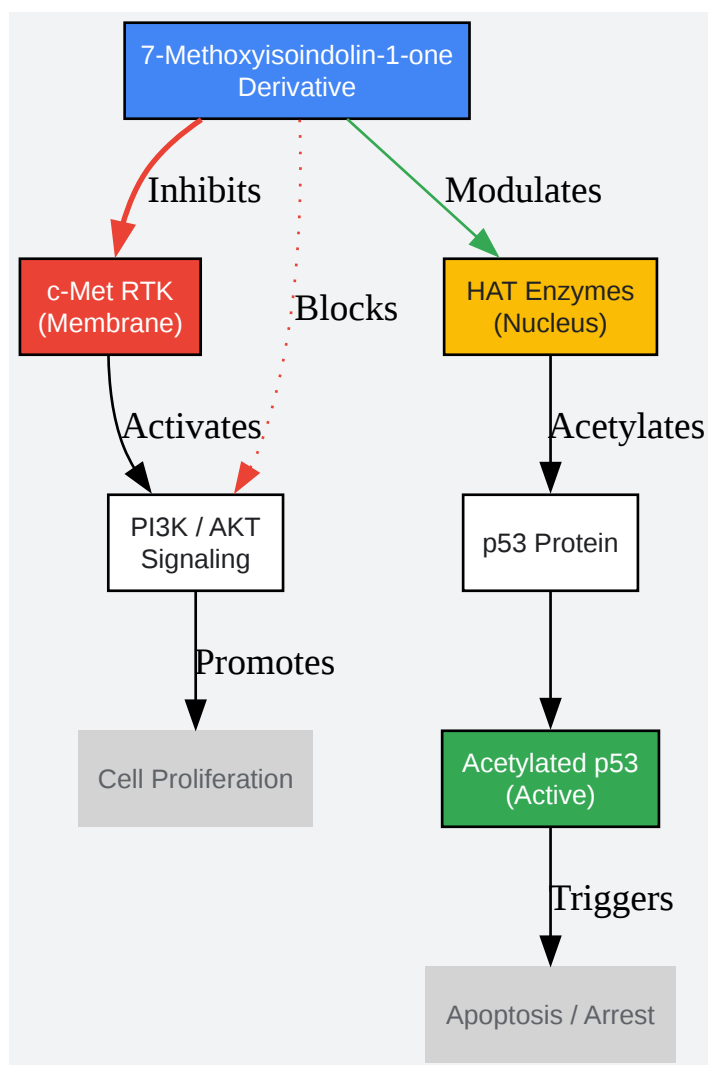 7-Methoxyisoindolin-1-one
Derivative
Inhibits
Modulates
c-Met RTK
(Membrane)
Blocks
HAT Enzymes
(Nucleus)
Activates
Acetylates
PI3K / AKT
Signaling
p53 Protein
Promotes
Cell Proliferation
Acetylated p53
(Active)
Triggers
Apoptosis / Arrest